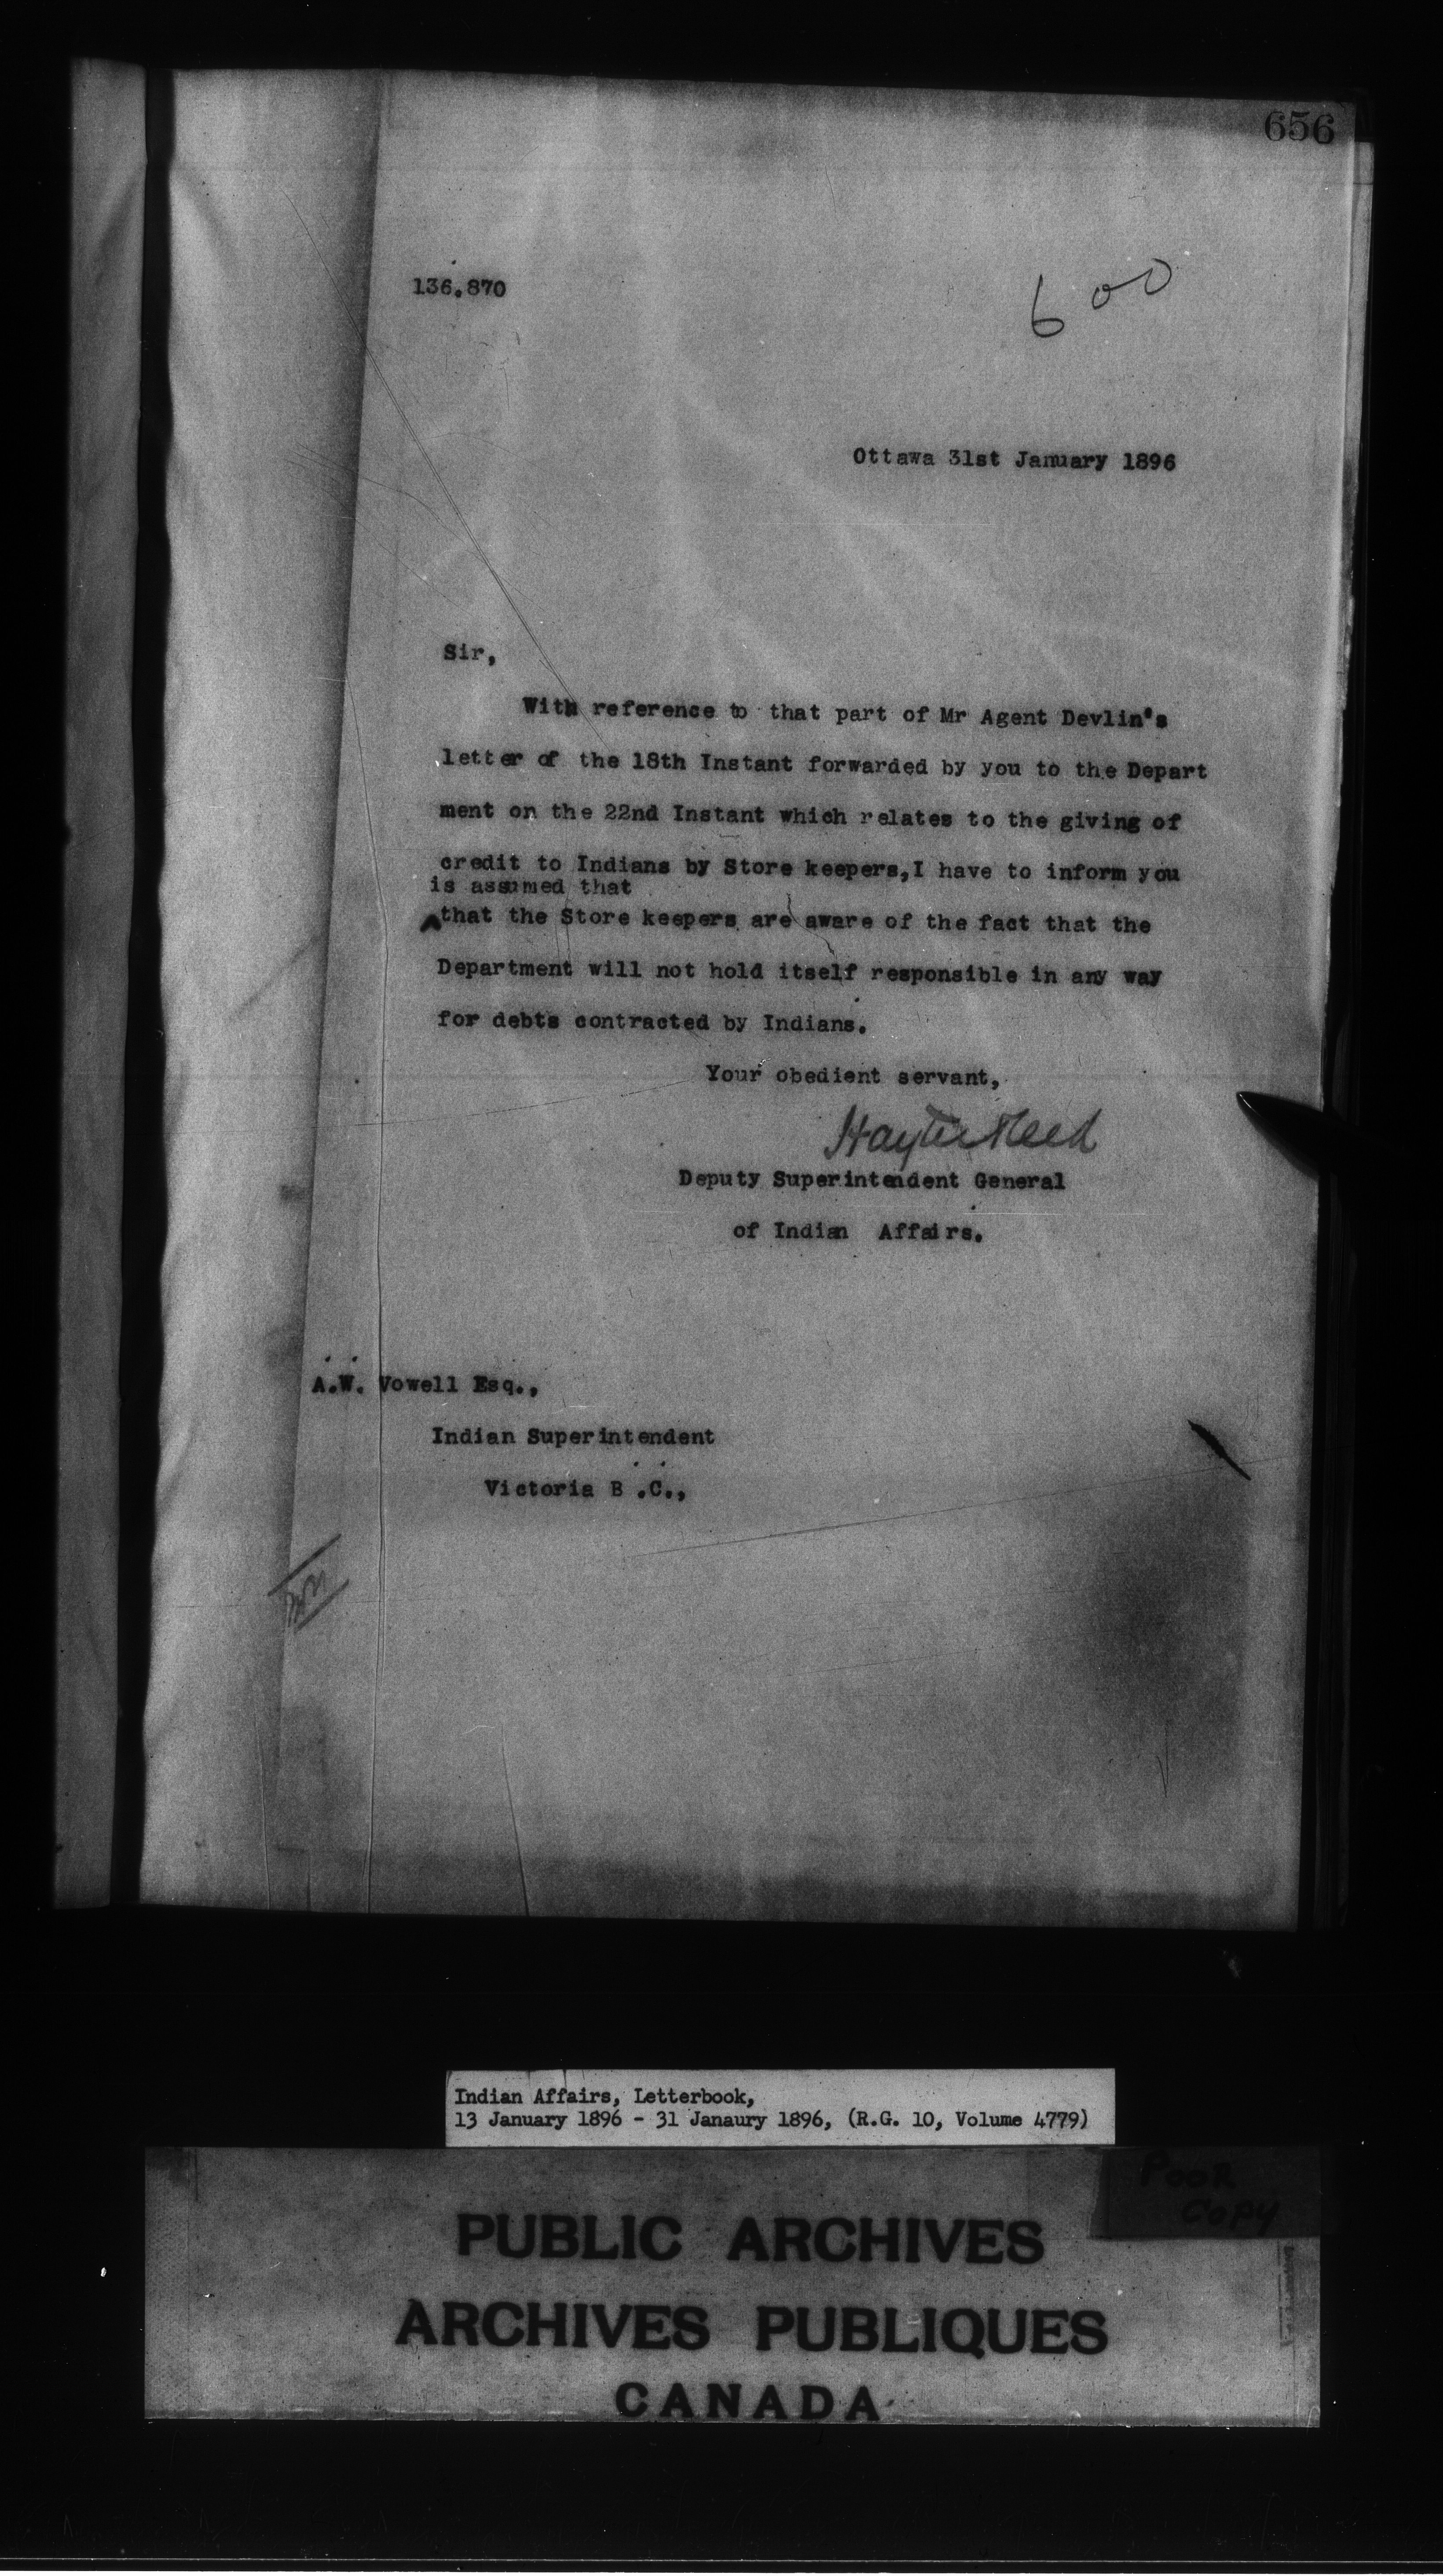 656
136.870
600
Ottawa 31st January 1896
Sir,
With reference to that part of Mr Agent Devlin's
letter of the 18th Instant forwarded by you to the Depart
ment on the 22nd Instant which relates to the giving of
credit to Indians by Store keepers, I have to inform you
is assumed that
that the Store keepers are aware of the fact that the
Department will not hold itself responsible in any way
for debts contracted by Indians.
Your obedient servant,
Hayter Reed
Deputy Superintendent General
of Indian Affairs.
A.W. Vowell Esq.,
Indian Superintendent
Victoria B .C.,
Indian Affairs, Letterbook,
13 January 1896 - 31 Janaury 1896, (R.G. 10, Volume 4779)
Poor
Copy
PUBLIC ARCHIVES
ARCHIVES PUBLIQUES
CANADA